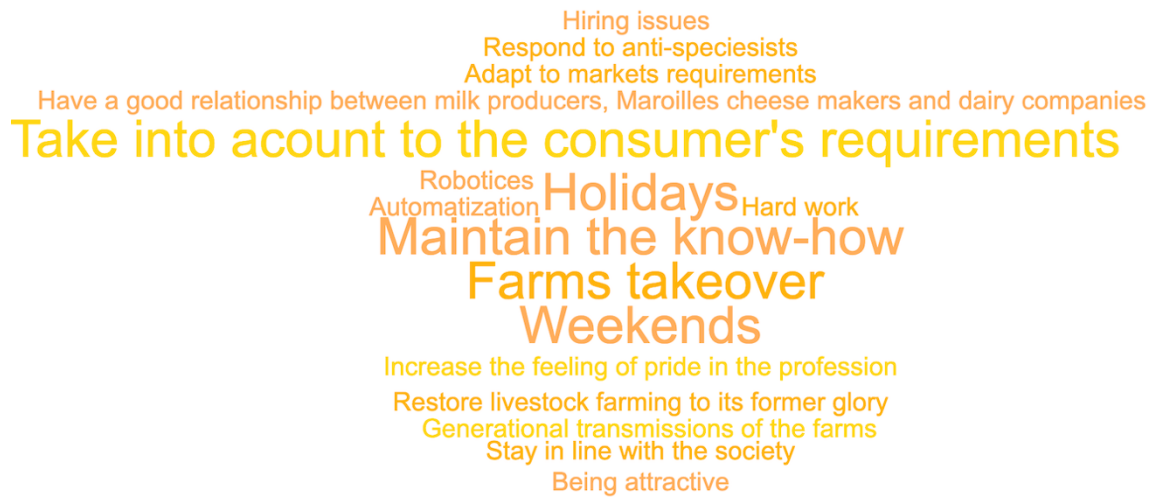 Hiring issues
Respond to anti-speciesists
Adapt to markets requirements
Have a good relationship between milk producers, Maroilles cheese makers and dairy companies
Take into acount to the consumer's requirements
Robotices
Holidays
Automatization
Hard work
Maintain the know-how
Farms takeover
Weekends
Increase the feeling of pride in the profession
Restore livestock farming to its former glory
Generational transmissions of the farms
Stay in line with the society
Being attractive